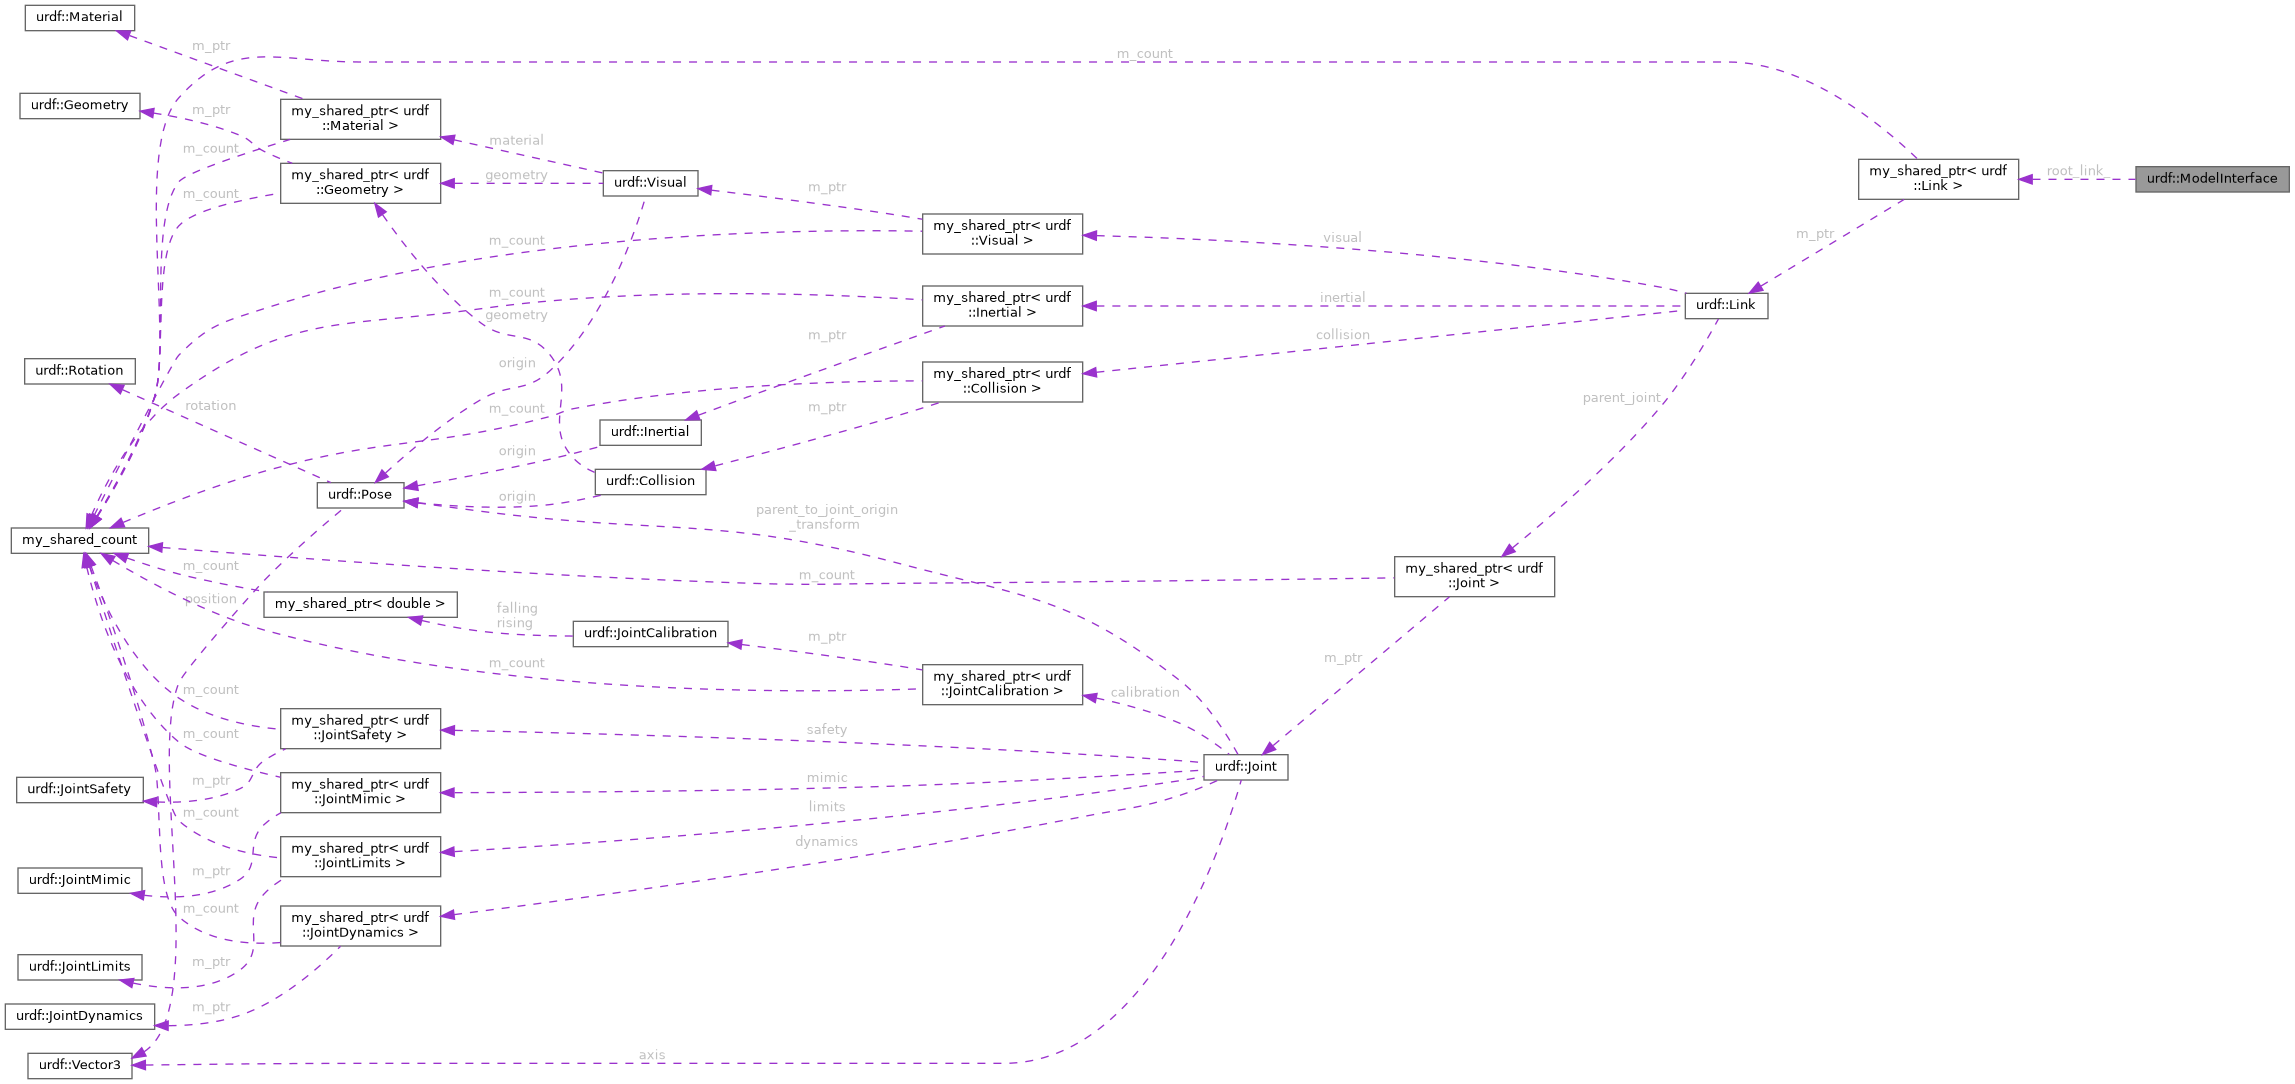 urdf::Material
m_ptr
m_count
urdf::Geometry
m_ptr
my_shared_ptr< urdf
::Material >
m_count
material
my_shared_ptr< urdf
::Geometry >
geometry
urdf::Visual
m_ptr
my_shared_ptr< urdf
::Link >
root_link_
urdf::ModelInterface
m_count
m_count
my_shared_ptr< urdf
::Visual >
visual
m_ptr
m_count
geometry
my_shared_ptr< urdf
::Inertial >
inertial
urdf::Link
m_ptr
collision
urdf::Rotation
origin
my_shared_ptr< urdf
::Collision >
rotation
m_count
m_ptr
parent_joint
urdf::Inertial
origin
urdf::Collision
urdf::Pose
origin
parent_to_joint_origin
_transform
my_shared_count
m_count
m_count
my_shared_ptr< urdf
::Joint >
position
my_shared_ptr< double >
falling
rising
urdf::JointCalibration
m_ptr
m_count
my_shared_ptr< urdf
::JointCalibration >
calibration
m_ptr
m_count
my_shared_ptr< urdf
::JointSafety >
safety
m_count
urdf::Joint
urdf::JointSafety
m_ptr
my_shared_ptr< urdf
::JointMimic >
mimic
limits
m_count
my_shared_ptr< urdf
::JointLimits >
dynamics
urdf::JointMimic
m_ptr
m_count
my_shared_ptr< urdf
::JointDynamics >
urdf::JointLimits
m_ptr
urdf::JointDynamics
m_ptr
urdf::Vector3
axis